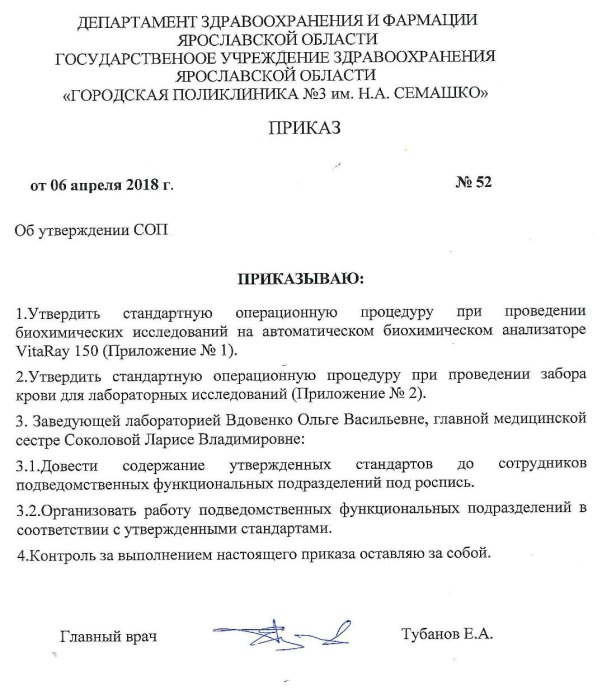 ДЕПАРТАМЕНТ ЗДРАВООХРАНЕНИЯ И ФАРМАЦИИ
ЯРОСЛАВСКОЙ ОБЛАСТИ
ГОСУДАРСТВЕНОЕ УЧРЕЖДЕНИЕ ЗДРАВООХРАНЕНИЯ
ЯРОСЛАВСКОЙ ОБЛАСТИ
«ГОРОДСКАЯ ПОЛИКЛИНИКА №3 им. Н.А. СЕМАШКО»
ПРИКАЗ
от 06 апреля 2018 г. № 52
Об утверждении СОП
ПРИКАЗЫВАЮ:
1.Утвердить стандартную операционную процедуру при проведении
биохимических исследований на автоматическом биохимическом анализаторе
VitaRay 150 (Приложение № 1).
2.Утвердить стандартную операционную процедуру при проведении забора
крови для лабораторных исследований (Приложение № 2).
3. Заведующей лабораторией Вдовенко Ольге Васильевне, главной медицинской
сестре Соколовой Ларисе Владимировне:
3.1.Довести содержание утвержденных стандартов до сотрудников
подведомственных функциональных подразделений под роспись.
3.2.Организовать работу подведомственных функциональных подразделений в
соответствии с утвержденными стандартами.
4.Контроль за выполнением настоящего приказа оставляю за собой.
Главный врач Тубанов Е.А.